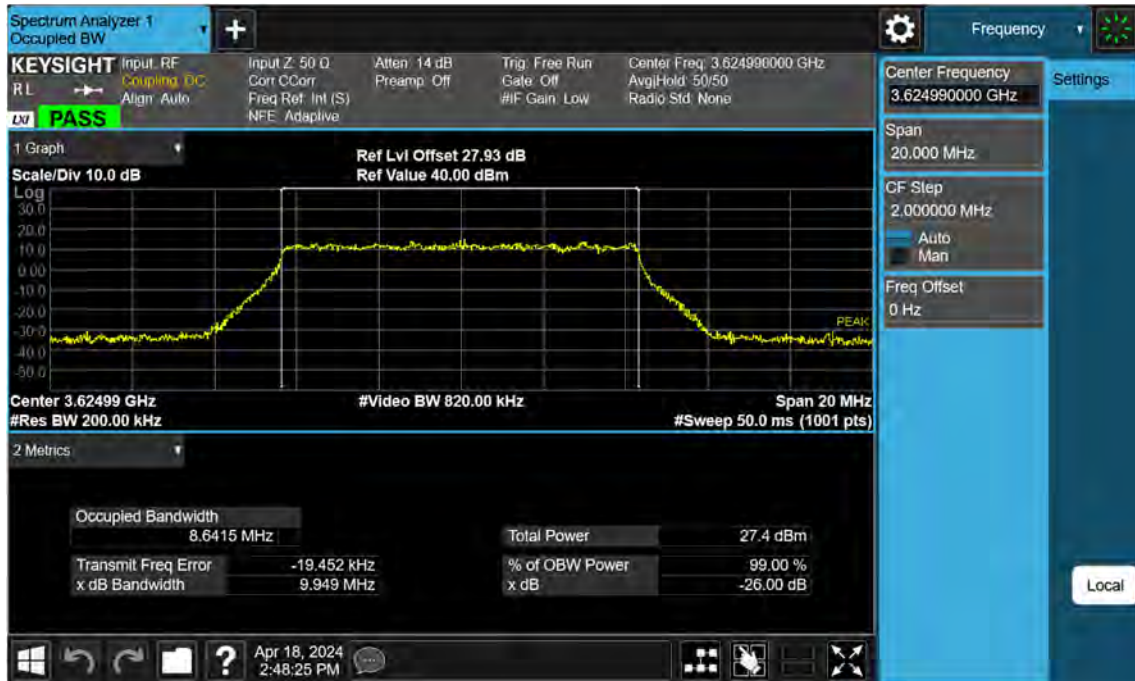 Spectrum Analyzer 1
Occupied BW
+
Frequency
KEYSIGHT Input: RF Input Z: 50 Ω Atten: 14 dB Trig: Free Run Center Freq: 3.624990000 GHz
RL Coupling: DC Corr CCorr Preamp: Off Gate: Off Avg|Hold: 50/50
Align: Auto Freq Ref: Int (S) #IF Gain: Low Radio Std: None
LXI PASS NFE: Adaptive
1 Graph
Ref Lvl Offset 27.93 dB
Scale/Div 10.0 dB Ref Value 40.00 dBm
Log
30.0
20.0
10.0
0.00
-10.0
-20.0
-30.0
-40.0
-50.0
PEAK
Center 3.62499 GHz #Video BW 820.00 kHz Span 20 MHz
#Res BW 200.00 kHz #Sweep 50.0 ms (1001 pts)
2 Metrics
Occupied Bandwidth
8.6415 MHz Total Power 27.4 dBm
Transmit Freq Error -19.452 kHz % of OBW Power 99.00 %
x dB Bandwidth 9.949 MHz x dB -26.00 dB
Center Frequency
3.624990000 GHz
Settings
Span
20.000 MHz
CF Step
2.000000 MHz
Auto
Man
Freq Offset
0 Hz
Local
? Apr 18, 2024
2:48:25 PM